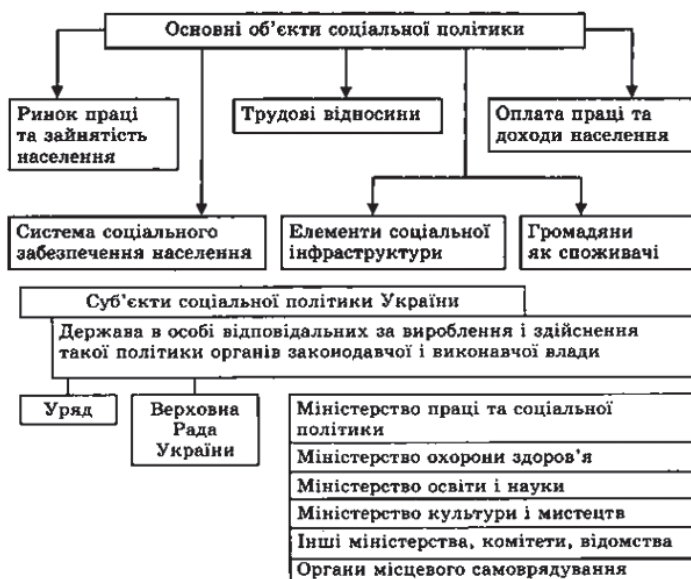 Основні об’єкти соціальної політики
Ринок праці
та зайнятість
населення
Трудові відносини
Оплата праці та
доходи населення
Система соціального
забезпечення населення
Елементи соціальної
інфраструктури
Громадяни
як споживачі
Суб’єкти соціальної політики України
Держава в особі відповідальних за вироблення і здійснення
такої політики органів законодавчої і виконавчої влади
Уряд
Верховна
Рада
України
Міністерство праці та соціальної
політики
Міністерство охорони здоров’я
Міністерство освіти і науки
Міністерство культури і мистецтв
Інші міністерства, комітети, відомства
Органи місцевого самоврядування